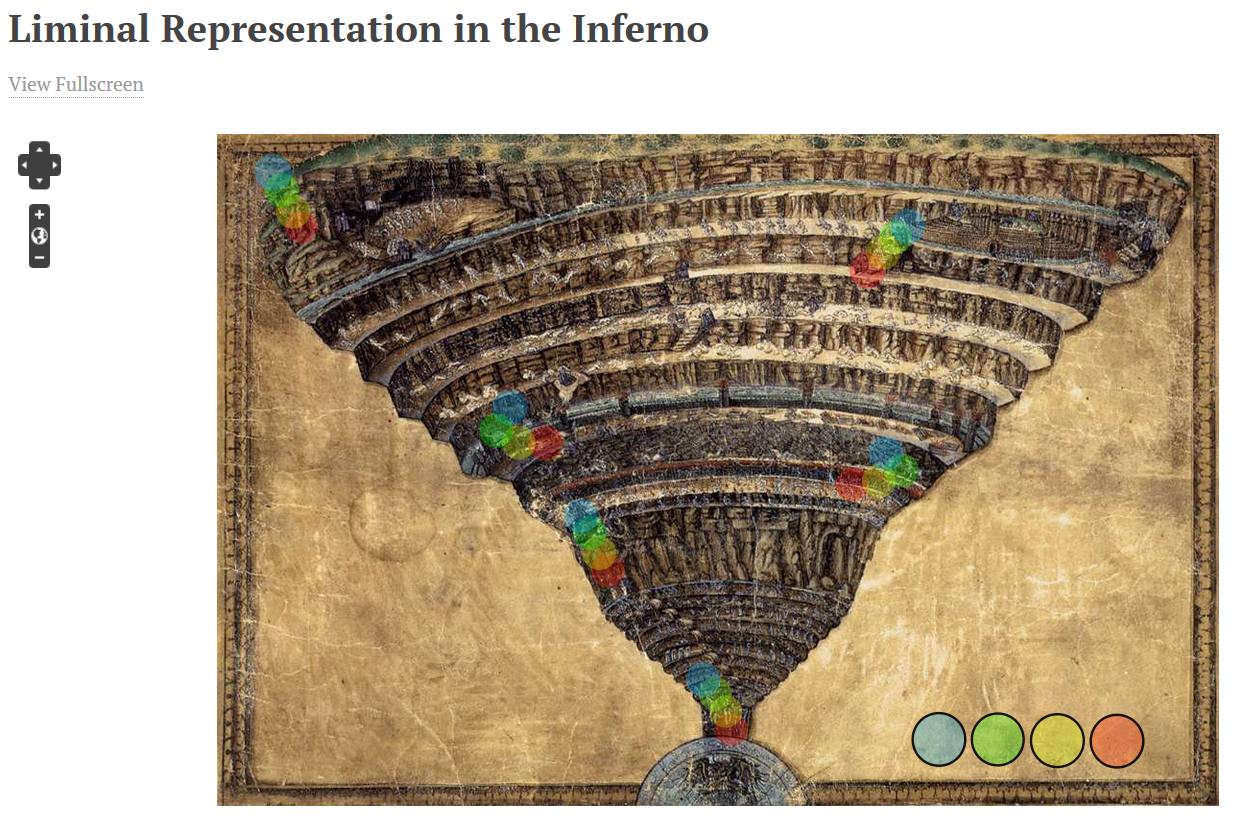 Liminal Representation in the Inferno
View Fullscreen